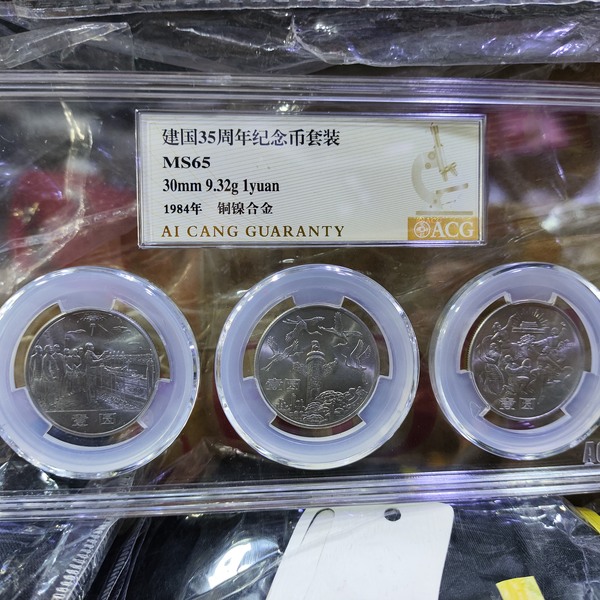 建国35周年纪念币套装
MS65
30mm 9.32g 1yuan
1984年 铜镍合金
AI CANG GUARANTY
ACG
壹圆
壹圆
壹圆